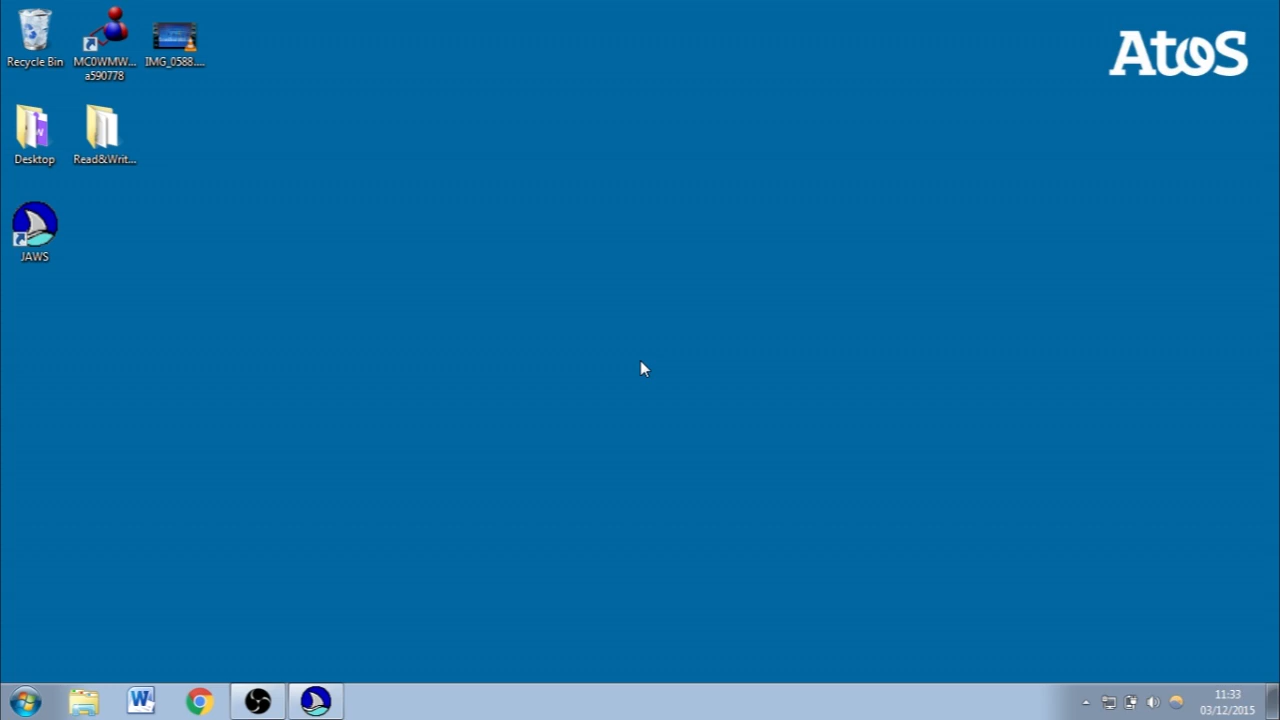 Atos
Recycle Bin
MC0WMW...
a590778
IMG_0588....
Desktop
Read&Writ...
JAWS
W
11:33
03/12/2015